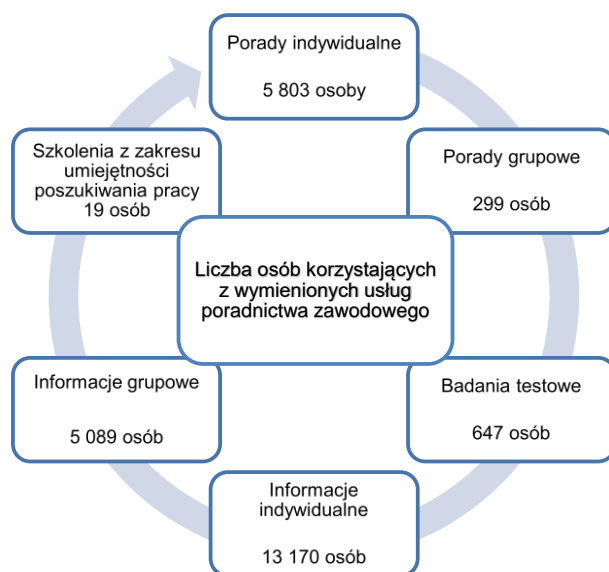 Porady indywidualne
5 803 osoby
Porady grupowe
299 osób
Badania testowe
647 osób
Informacje
indywidualne
13 170 osób
Informacje grupowe
5 089 osób
Szkolenia z zakresu
umiejętności
poszukiwania pracy
19 osób
Liczba osób korzystających
z wymienionych usług
poradnictwa zawodowego